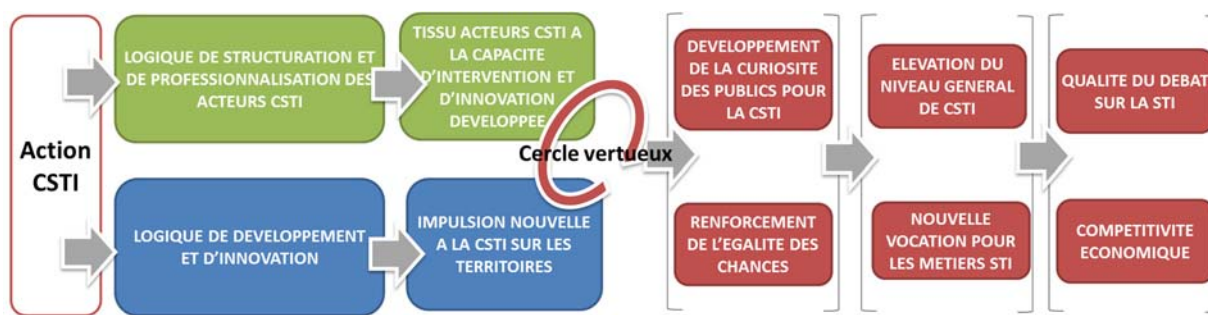 Action
CSTI
LOGIQUE DE STRUCTURATION ET
DE PROFESSIONNALISATION DES
ACTEURS CSTI
TISSU ACTEURS CSTI A
LA CAPACITE
D'INTERVENTION ET
D'INNOVATION
DEVELOPPEE
LOGIQUE DE DEVELOPPEMENT
ET D'INNOVATION
IMPULSION NOUVELLE
A LA CSTI SUR LES
TERRITOIRES
Cercle vertueux
DEVELOPPEMENT
DE LA CURIOSITE
DES PUBLICS POUR
LA CSTI
RENFORCEMENT
DE L'EGALITE DES
CHANCES
ELEVATION DU
NIVEAU GENERAL
DE CSTI
NOUVELLE
VOCATION POUR
LES METIERS STI
QUALITE DU DEBAT
SUR LA STI
COMPETITIVITE
ECONOMIQUE